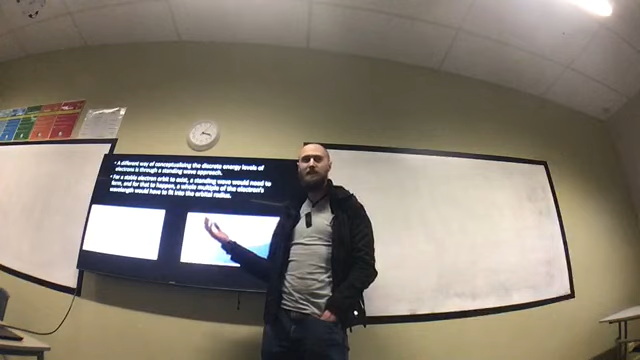 • A different way of conceptualizing the discrete energy levels of
electron is through a standing wave approach.
• For a stable electron orbit to exist, a standing wave would need to
form, and for that to happen, a whole multiple of the electron's
wavelength would have to fit into the orbital radius.